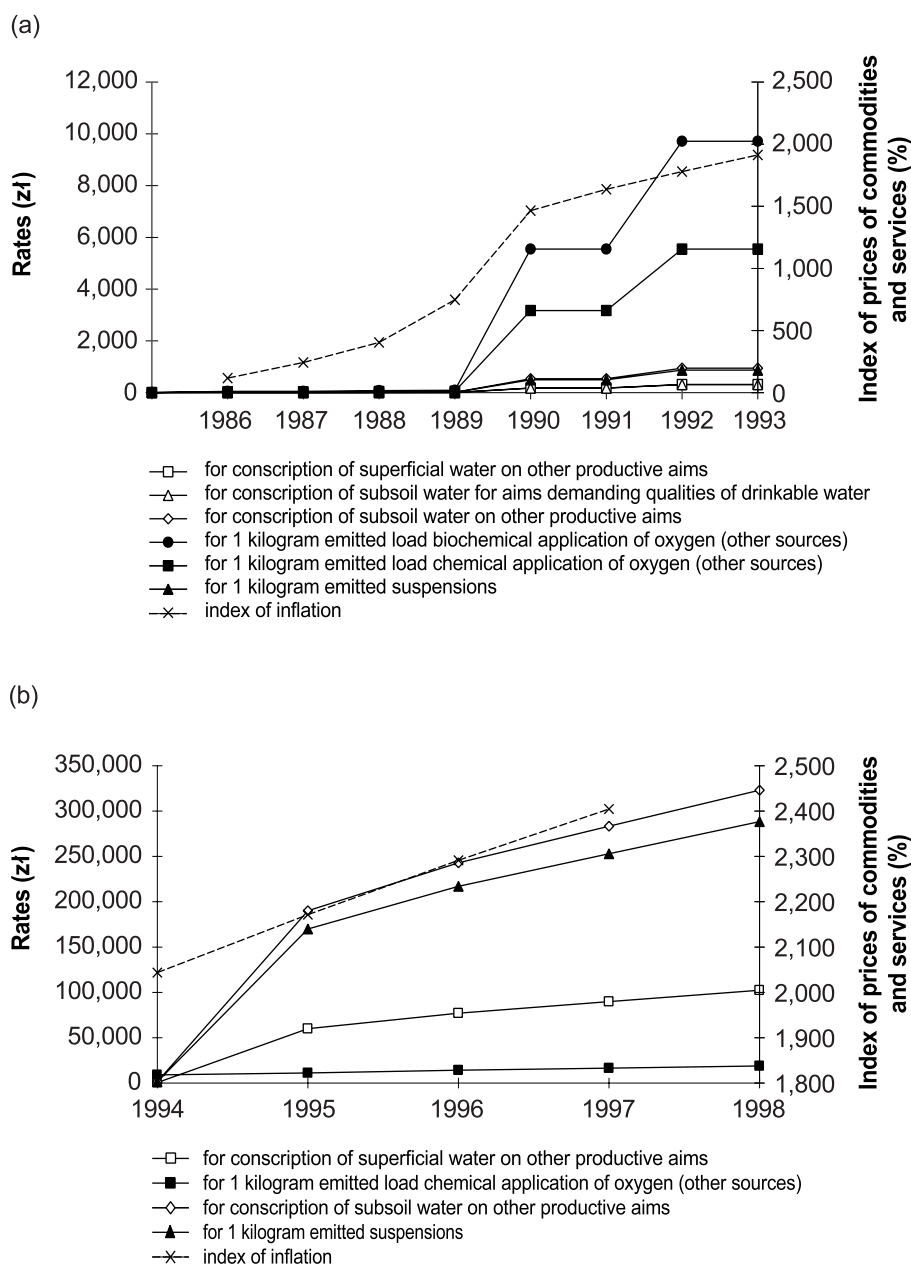 (a)
12,000
10,000
8,000
6,000
4,000
2,000
0
Rates (zł)
2,500
2,000
1,500
1,000
500
0
Index of prices of commodities
and services (%)
1986 1987 1988 1989 1990 1991 1992 1993
for conscription of superficial water on other productive aims
for conscription of subsoil water for aims demanding qualities of drinkable water
for conscription of subsoil water on other productive aims
for 1 kilogram emitted load biochemical application of oxygen (other sources)
for 1 kilogram emitted load chemical application of oxygen (other sources)
for 1 kilogram emitted suspensions
index of inflation
(b)
350,000
300,000
250,000
200,000
150,000
100,000
50,000
0
Rates (zł)
2,500
2,400
2,300
2,200
2,100
2,000
1,900
1,800
Index of prices of commodities
and services (%)
1994 1995 1996 1997 1998
for conscription of superficial water on other productive aims
for 1 kilogram emitted load chemical application of oxygen (other sources)
for conscription of subsoil water on other productive aims
for 1 kilogram emitted suspensions
index of inflation